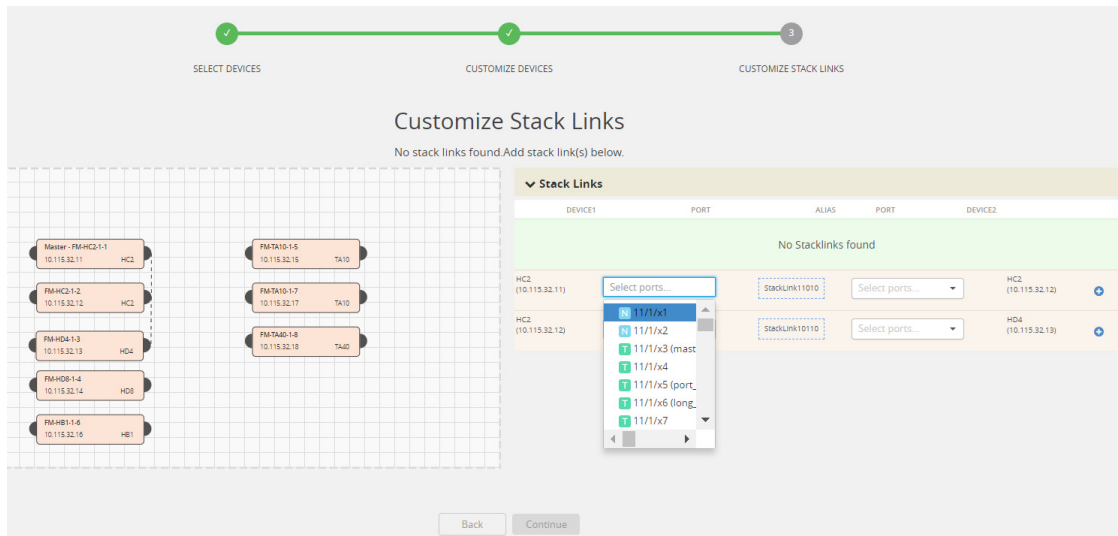 ✓ ✓ 3
SELECT DEVICES CUSTOMIZE DEVICES CUSTOMIZE STACK LINKS
Customize Stack Links
No stack links found.Add stack link(s) below.
Stack Links
DEVICE1 PORT ALIAS PORT DEVICE2
No Stacklinks found
Master - FM-HC2-1-1
10.115.32.11 HC2
FM-HC2-1-2
10.115.32.12 HC2
FM-HD4-1-3
10.115.32.13 HD4
FM-HD8-1-4
10.115.32.14 HD8
FM-HB1-1-6
10.115.32.16 HB1
FM-TA10-1-5
10.115.32.15 TA10
FM-TA10-1-7
10.115.32.17 TA10
FM-TA40-1-8
10.115.32.18 TA40
HC2
(10.115.32.11) Select ports... StackLink11010 Select ports... HC2
(10.115.32.12)
HC2
(10.115.32.12) StackLink10110 Select ports... HD4
(10.115.32.13)
N 11/1/x1
N 11/1/x2
T 11/1/x3 (mast
T 11/1/x4
T 11/1/x5 (port_
T 11/1/x6 (long_
T 11/1/x7
Back Continue